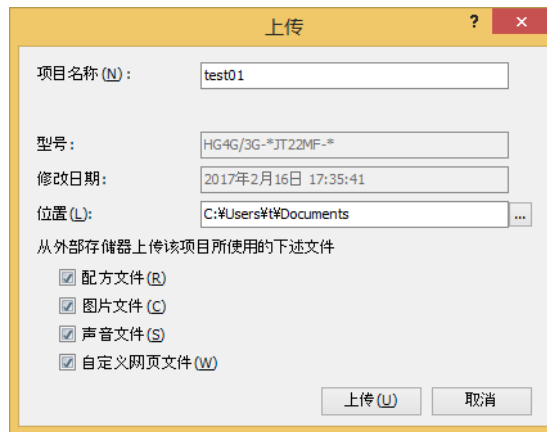 上传
? ×
项目名称(N): test01
型号: HG4G/3G-*JT22MF-*
修改日期: 2017年2月16日 17:35:41
位置(L): C:¥Users¥t¥Documents ...
从外部存储器上传该项目所使用的下述文件
配方文件(R)
图片文件(C)
声音文件(S)
自定义网页文件(W)
上传(U) 取消